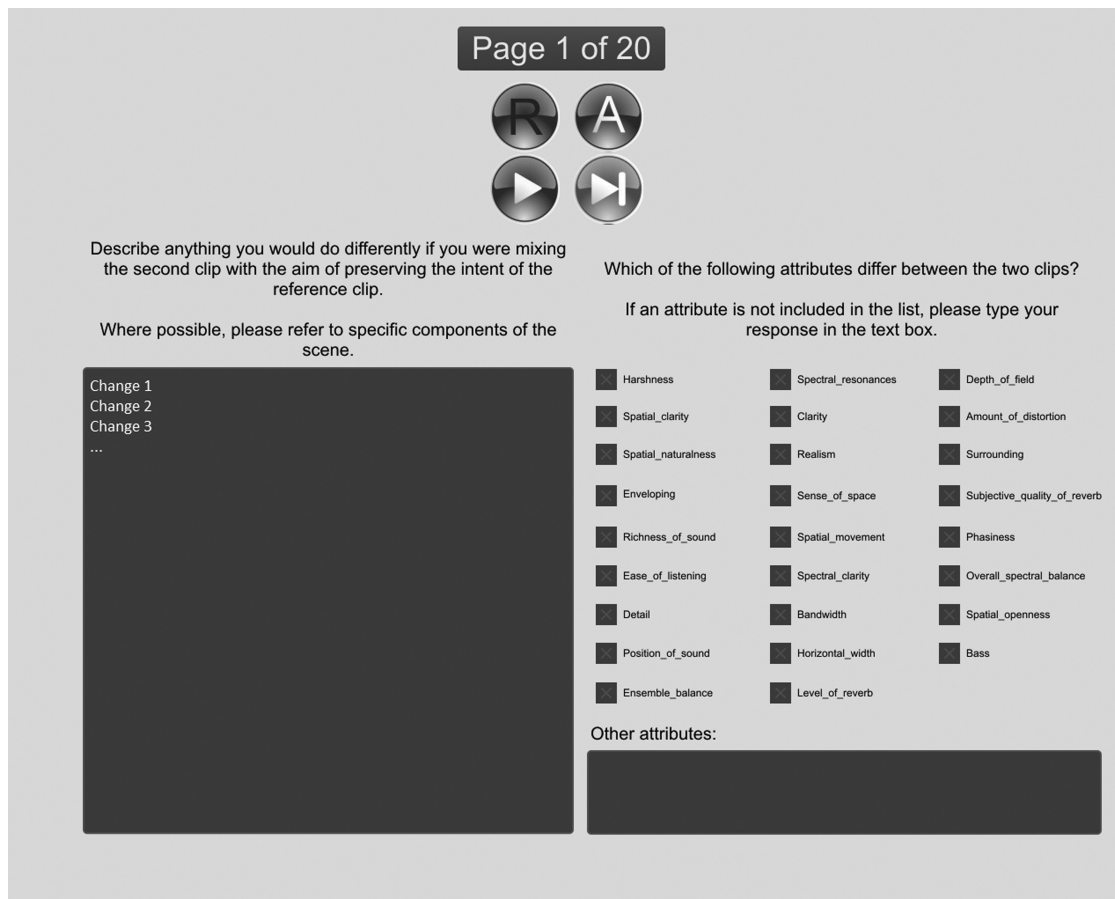 Page 1 of 20
R A
Describe anything you would do differently if you were mixing
the second clip with the aim of preserving the intent of the
reference clip.
Where possible, please refer to specific components of the
scene.
Change 1
Change 2
Change 3
...
Which of the following attributes differ between the two clips?
If an attribute is not included in the list, please type your
response in the text box.
Harshness Spectral_resonances Depth_of_field
Spatial_clarity Clarity Amount_of_distortion
Spatial_naturalness Realism Surrounding
Enveloping Sense_of_space Subjective_quality_of_reverb
Richness_of_sound Spatial_movement Phasiness
Ease_of_listening Spectral_clarity Overall_spectral_balance
Detail Bandwidth Spatial_openness
Position_of_sound Horizontal_width Bass
Ensemble_balance Level_of_reverb
Other attributes: